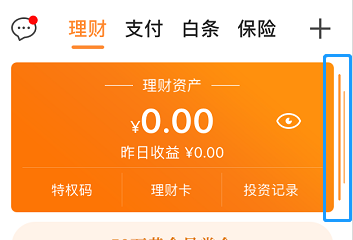 理财 支付 白条 保险
理财资产
¥0.00
昨日收益 ¥0.00
特权码 理财卡 投资记录